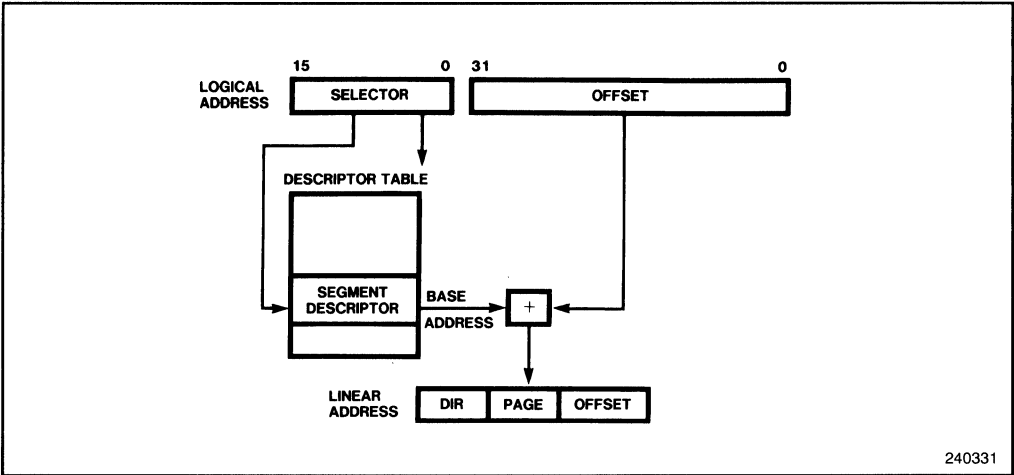 15 0 31 0
LOGICAL
ADDRESS
SELECTOR
OFFSET
DESCRIPTOR TABLE
SEGMENT
DESCRIPTOR
BASE
ADDRESS
+
LINEAR
ADDRESS
DIR
PAGE
OFFSET
240331